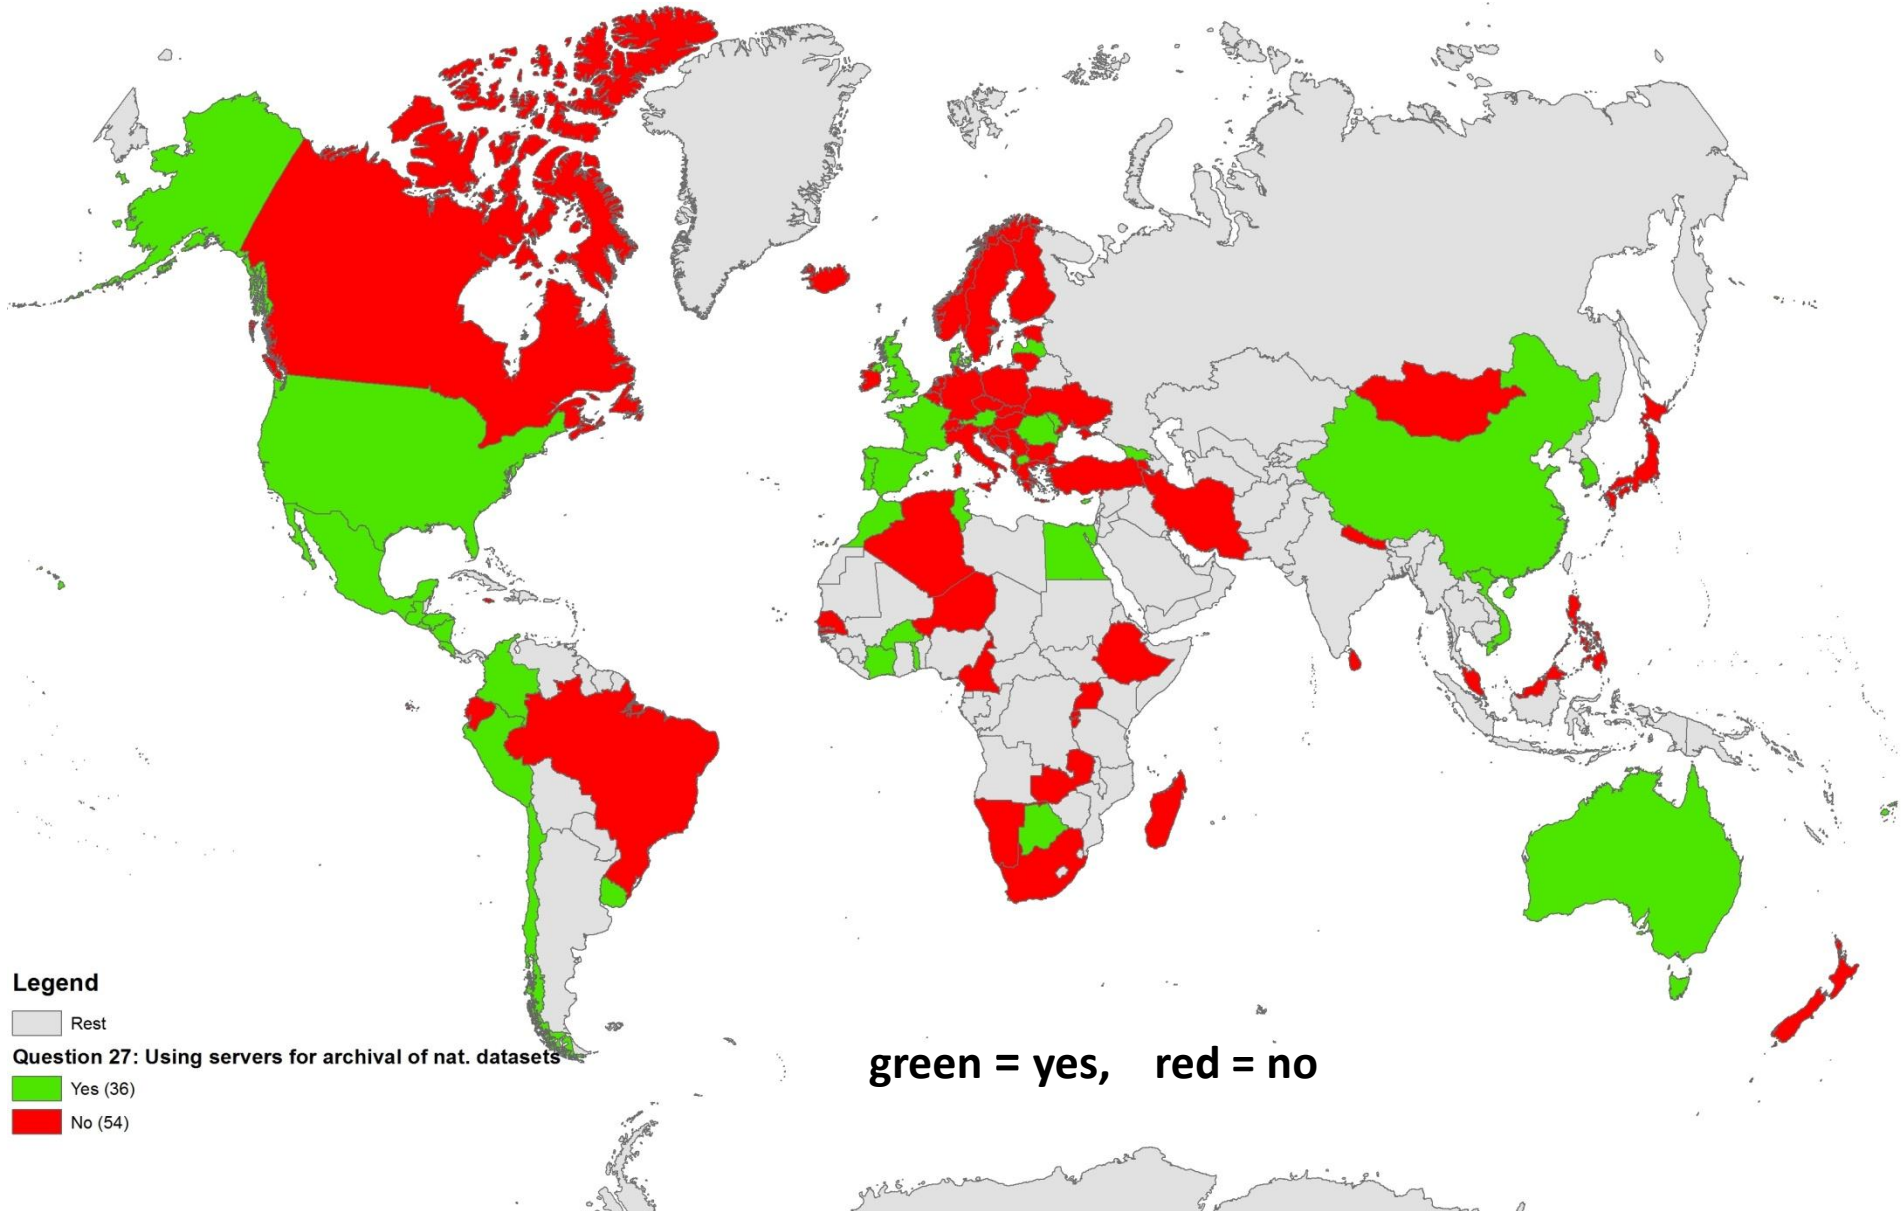 Legend
Rest
Question 27: Using servers for archival of nat. datasets
Yes (36)
No (54)
green = yes, red = no